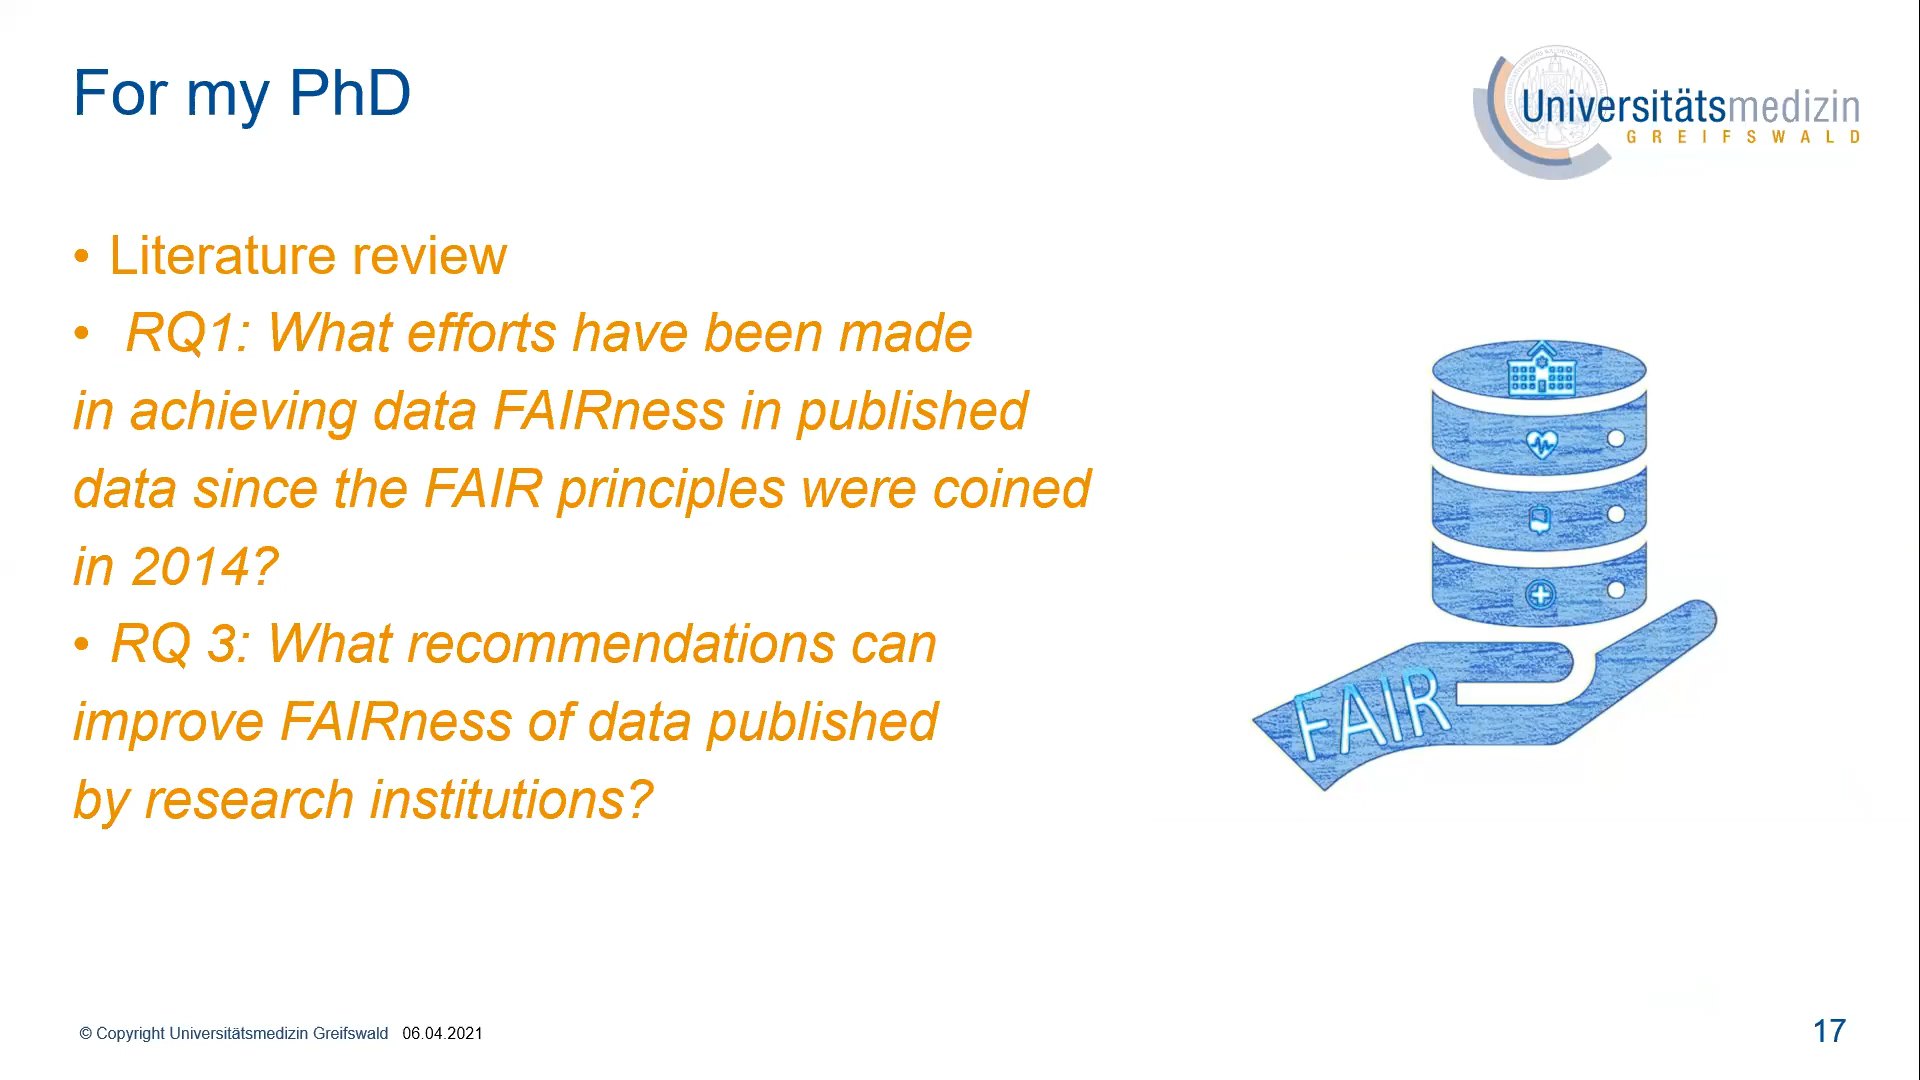 For my PhD
Universitätsmedizin
GREIFSWALD
• Literature review
• RQ1: What efforts have been made
in achieving data FAIRness in published
data since the FAIR principles were coined
in 2014?
• RQ 3: What recommendations can
improve FAIRness of data published
by research institutions?
FAIR
© Copyright Universitätsmedizin Greifswald 06.04.2021
17